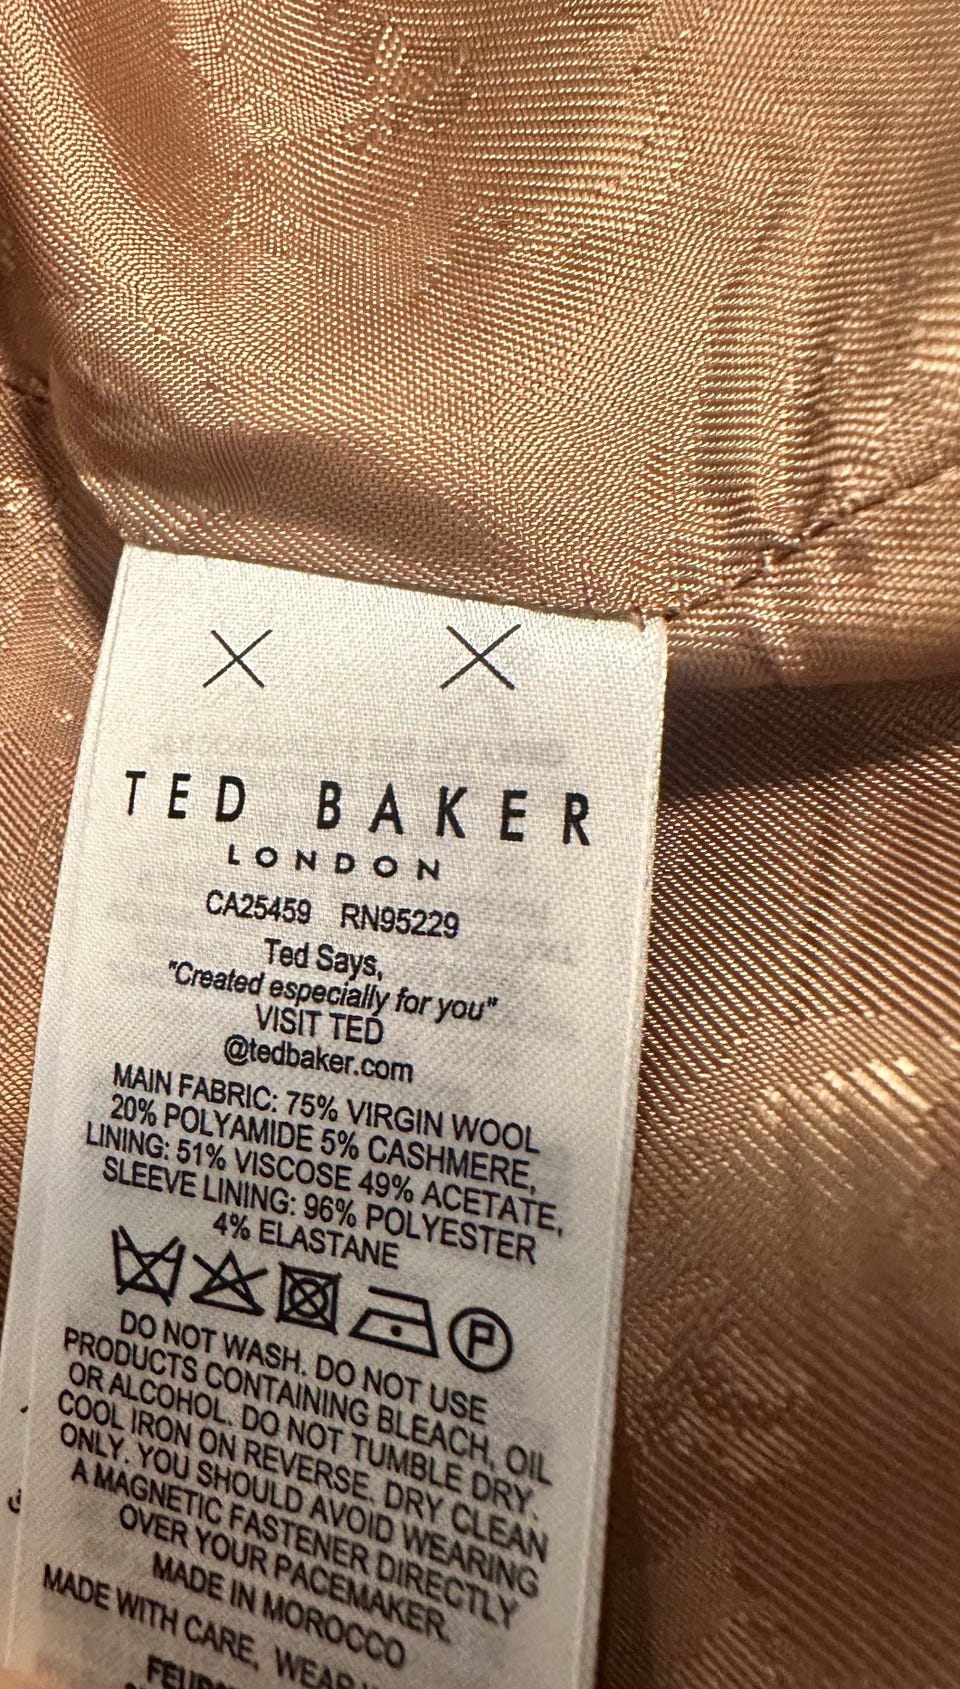 TED BAKER
LONDON
CA25459 RN95229
Ted Says,
"Created especially for you"
VISIT TED
@tedbaker.com
MAIN FABRIC: 75% VIRGIN WOOL
20% POLYAMIDE 5% CASHMERE,
LINING: 51% VISCOSE 49% ACETATE,
SLEEVE LINING: 96% POLYESTER
4% ELASTANE
P
DO NOT WASH. DO NOT USE
PRODUCTS CONTAINING BLEACH, OIL
OR ALCOHOL. DO NOT TUMBLE DRY.
COOL IRON ON REVERSE. DRY CLEAN
ONLY. YOU SHOULD AVOID WEARING
A MAGNETIC FASTENER DIRECTLY
OVER YOUR PACEMAKER.
MADE IN MOROCCO
MADE WITH CARE, WEAR